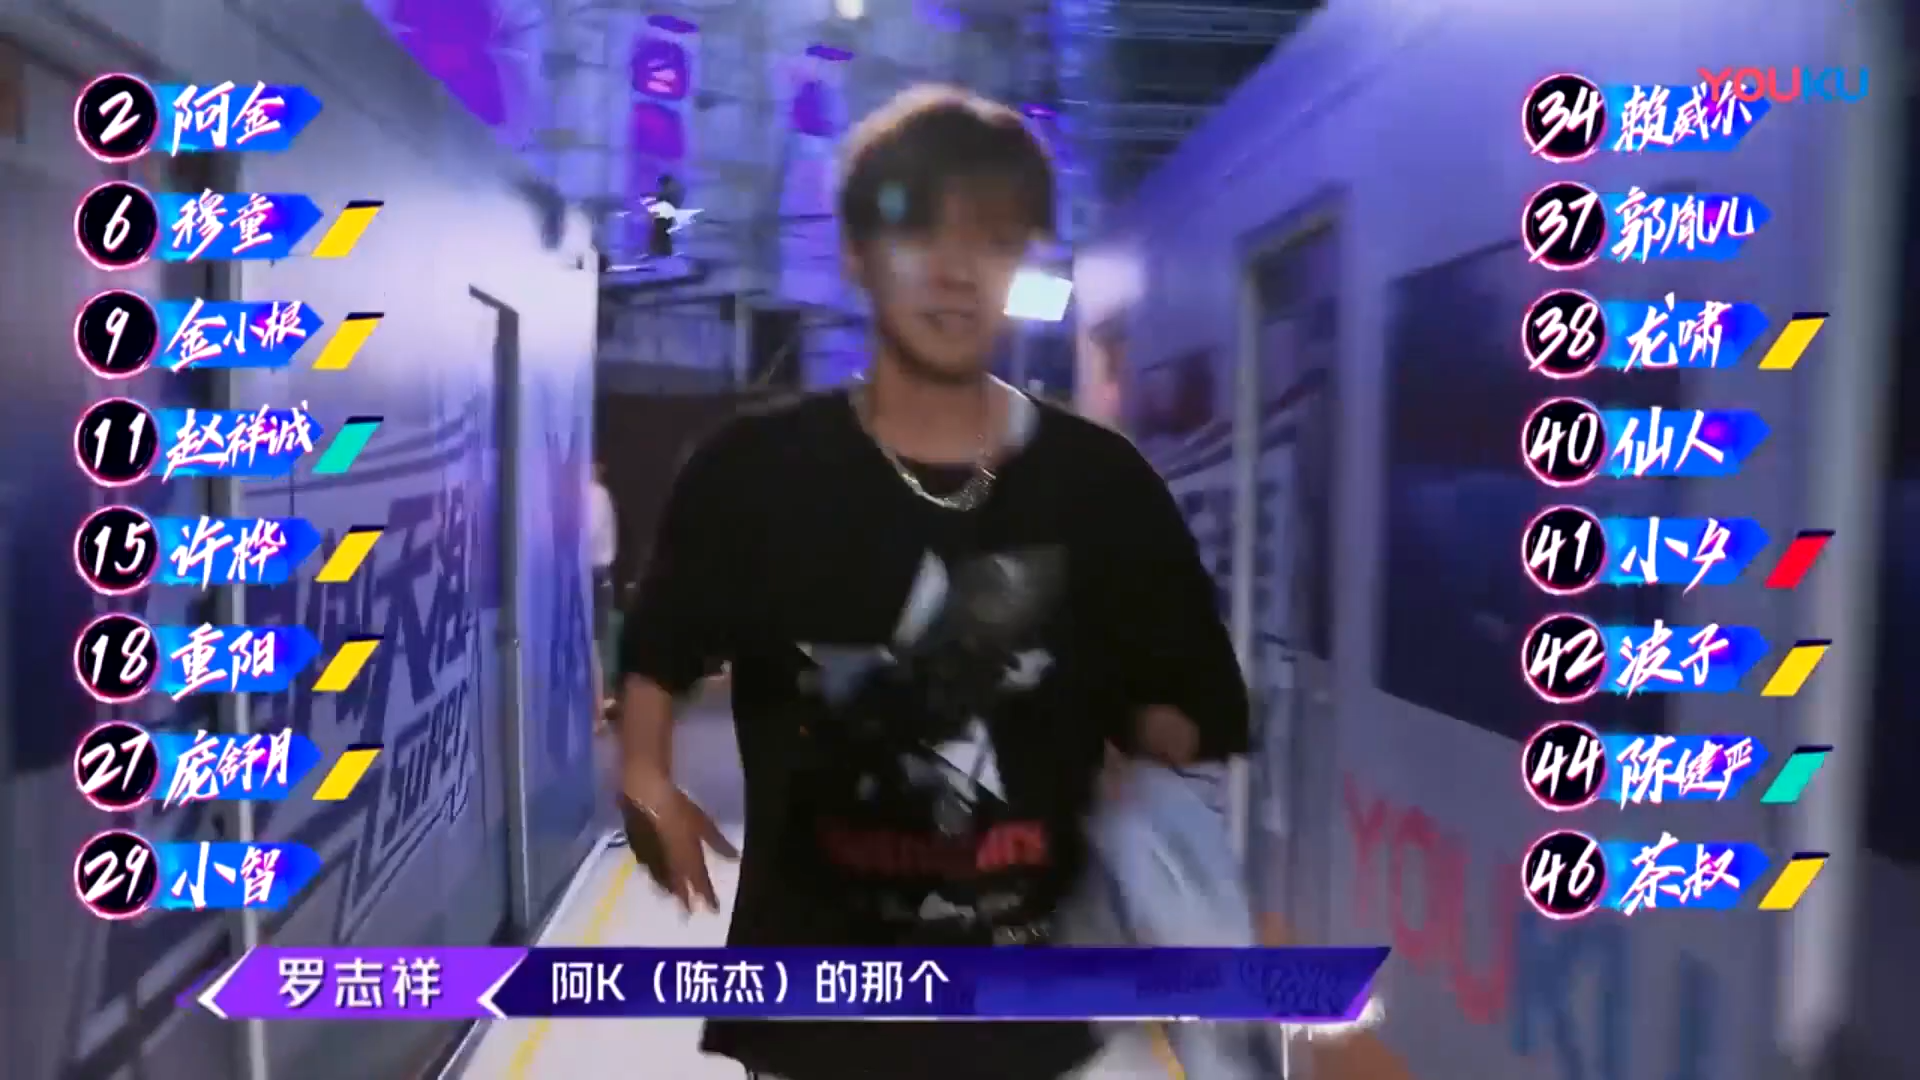 YOUKU
2 阿金
6 穆童
9 金小根
11 赵祥诚
15 许桦
18 重阳
27 庞舒月
29 小智
34 赖威尔
37 郭胤儿
38 龙啸
40 仙人
41 小夕
42 波子
44 陈健严
46 茶叔
YOUKU
罗志祥
阿K（陈杰）的那个